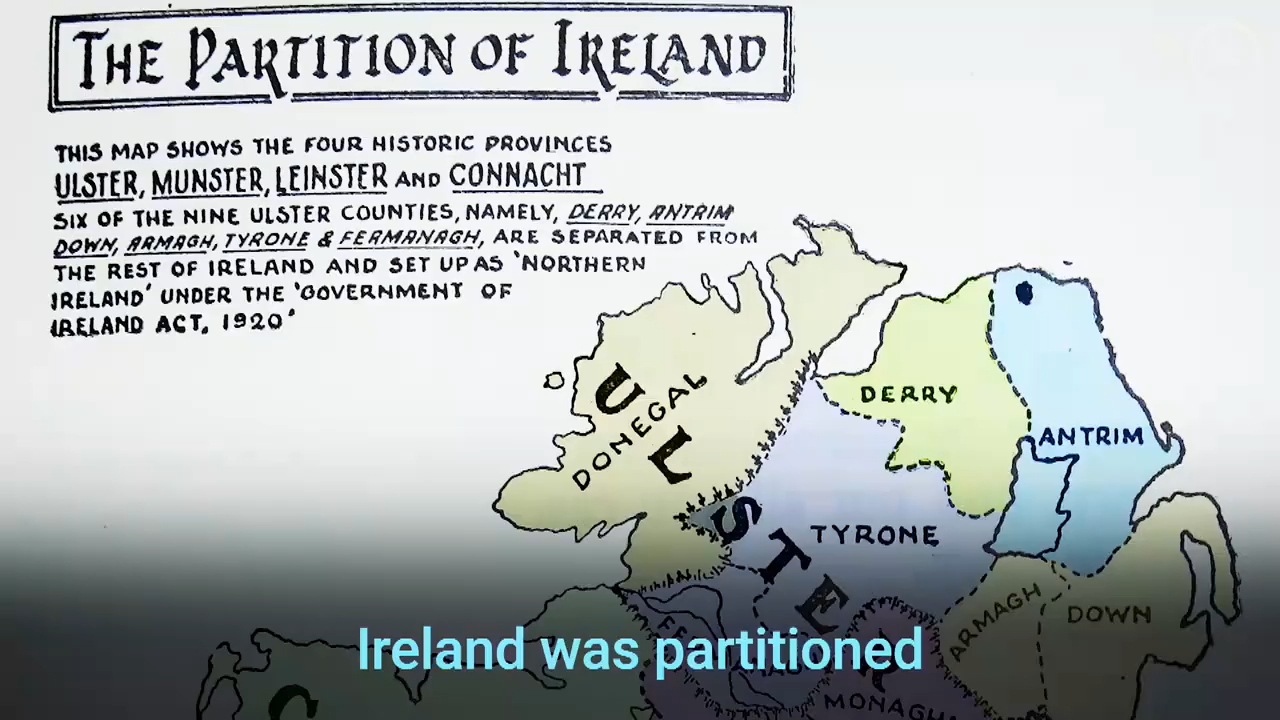 THE PARTITION OF IRELAND
THIS MAP SHOWS THE FOUR HISTORIC PROVINCES
ULSTER, MUNSTER, LEINSTER AND CONNACHT
SIX OF THE NINE ULSTER COUNTIES, NAMELY, DERRY, ANTRIM
DOWN, ARMAGH, TYRONE & FERMANAGH, ARE SEPARATED FROM
THE REST OF IRELAND AND SET UP AS 'NORTHERN
IRELAND' UNDER THE 'GOVERNMENT OF
IRELAND ACT, 1920'
ULSTER
DONEGAL
DERRY
ANTRIM
TYRONE
ARMAGH
DOWN
Ireland was partitioned
C